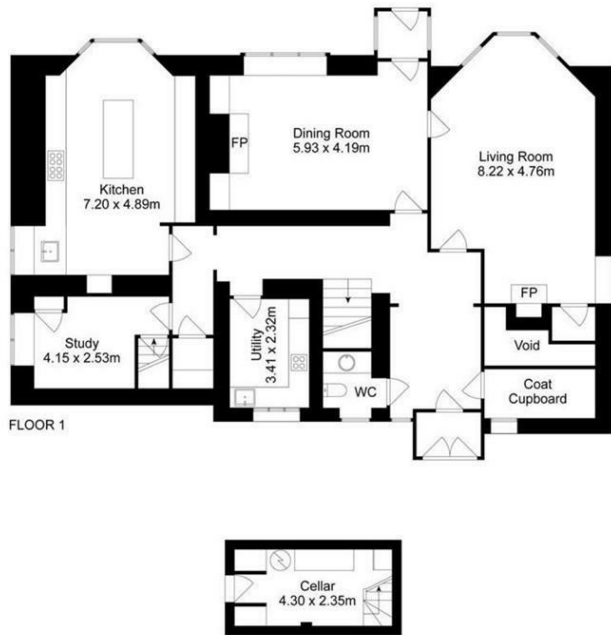 FP
Dining Room
5.93 x 4.19m
Living Room
8.22 x 4.76m
Kitchen
7.20 x 4.89m
FP
Study
4.15 x 2.53m
Utility
3.41 x 2.32m
WC
Void
Coat
Cupboard
FLOOR 1
Cellar
4.30 x 2.35m